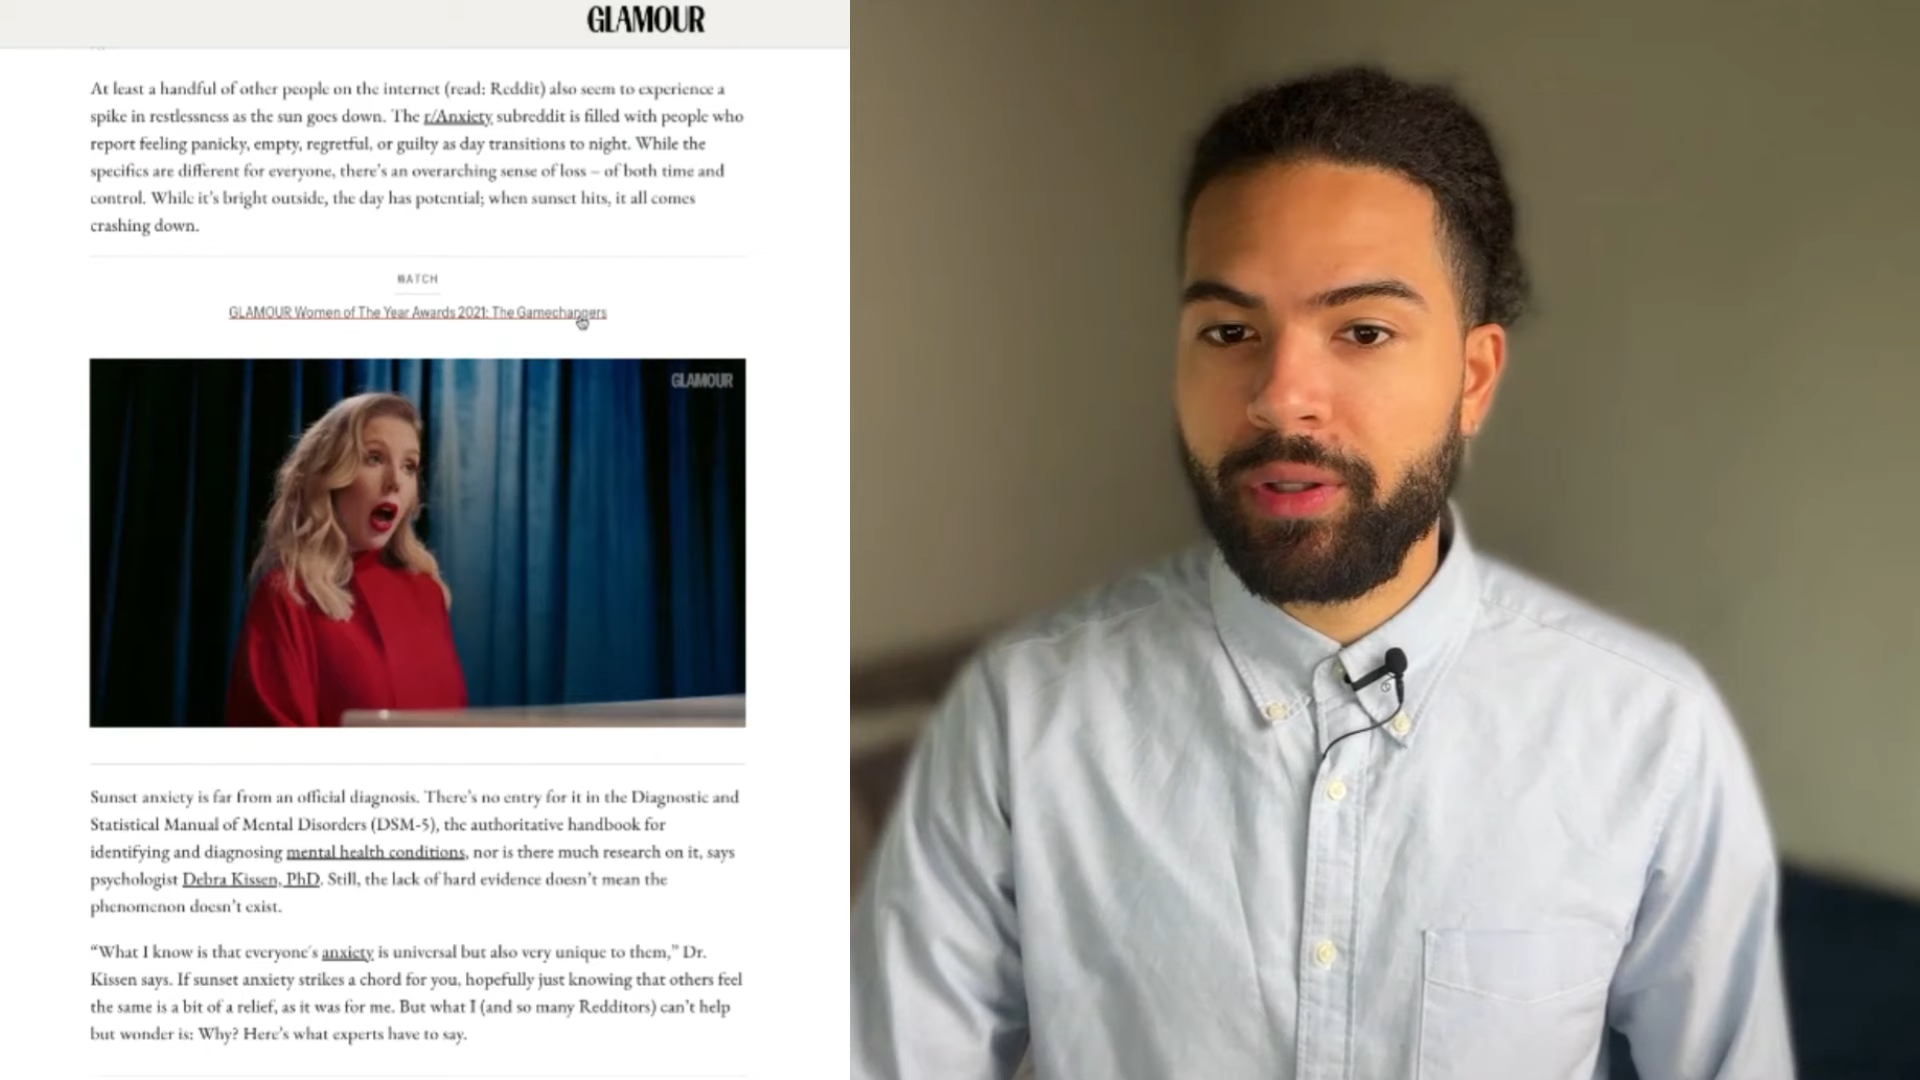 GLAMOUR
At least a handful of other people on the internet (read: Reddit) also seem to experience a
spike in restlessness as the sun goes down. The r/Anxiety subreddit is filled with people who
report feeling panicky, empty, regretful, or guilty as day transitions to night. While the
specifics are different for everyone, there's an overarching sense of loss – of both time and
control. While it's bright outside, the day has potential; when sunset hits, it all comes
crashing down.
WATCH
GLAMOUR Women of The Year Awards 2021: The Gamechangers
GLAMOUR
Sunset anxiety is far from an official diagnosis. There's no entry for it in the Diagnostic and
Statistical Manual of Mental Disorders (DSM-5), the authoritative handbook for
identifying and diagnosing mental health conditions, nor is there much research on it, says
psychologist Debra Kissen, PhD. Still, the lack of hard evidence doesn't mean the
phenomenon doesn't exist.
“What I know is that everyone's anxiety is universal but also very unique to them,” Dr.
Kissen says. If sunset anxiety strikes a chord for you, hopefully just knowing that others feel
the same is a bit of a relief, as it was for me. But what I (and so many Redditors) can't help
but wonder is: Why? Here's what experts have to say.